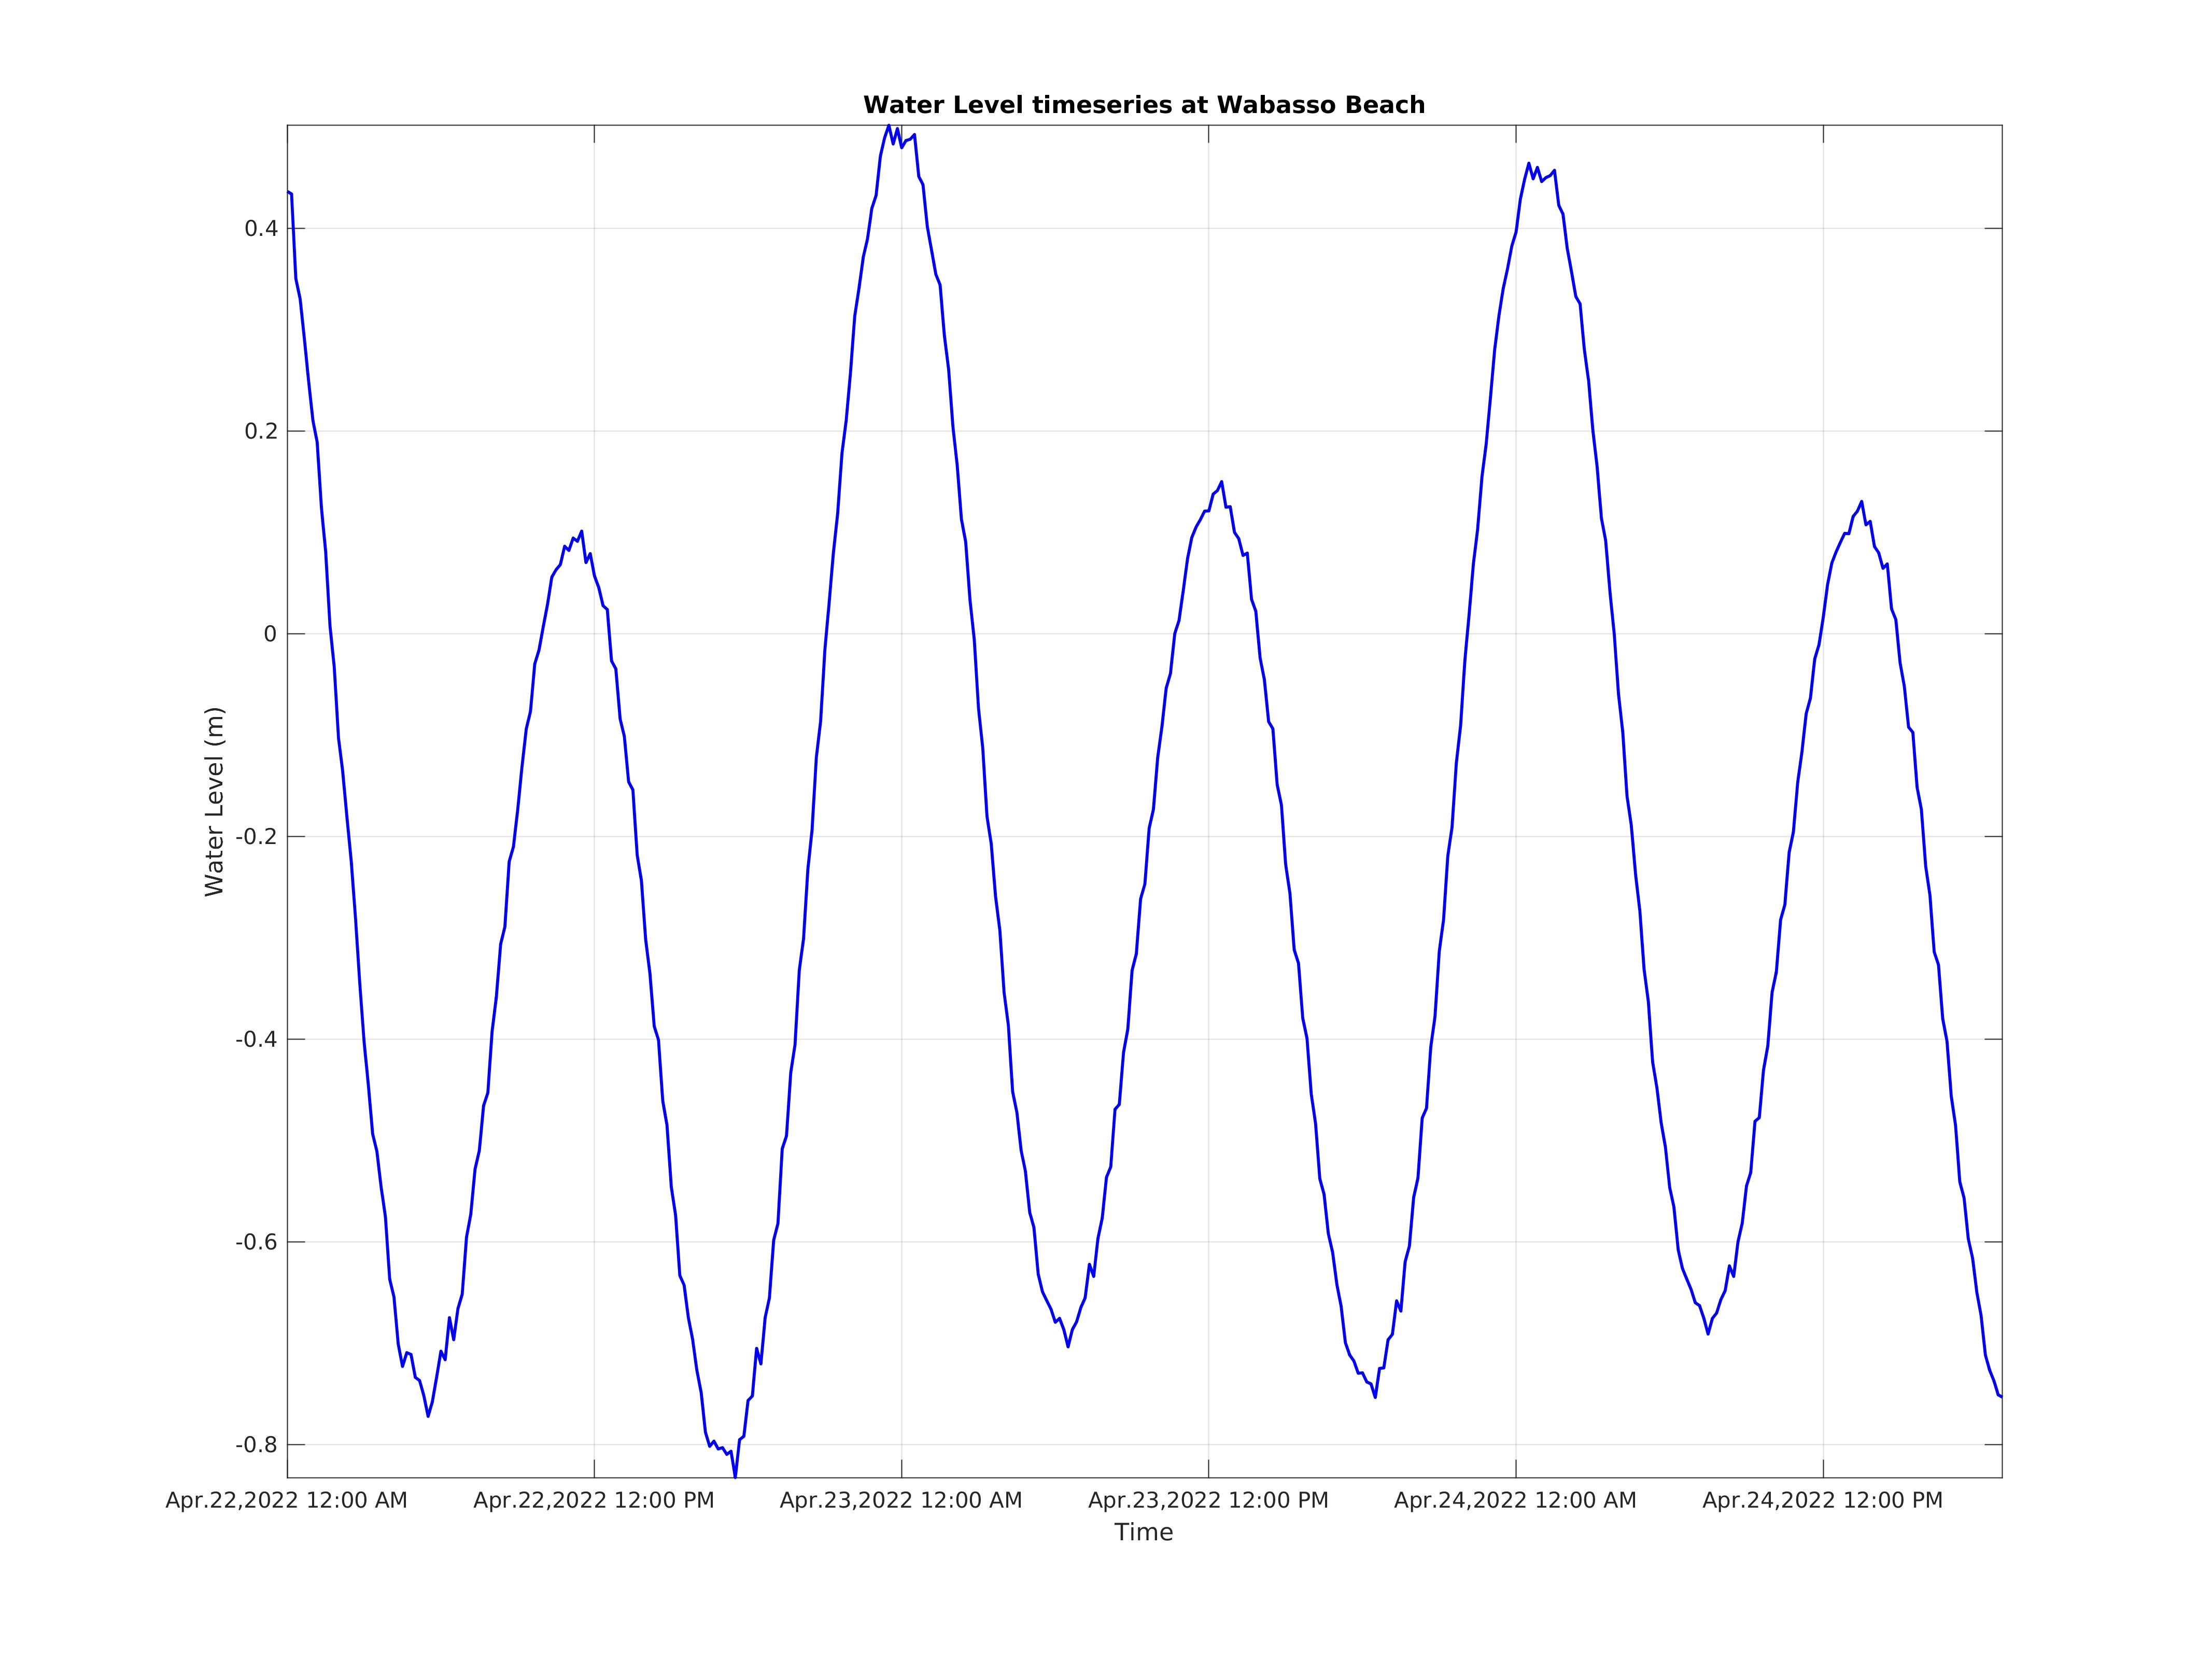 Water Level timeseries at Wabasso Beach
0.4
0.2
0
-0.2
-0.4
-0.6
-0.8
Water Level (m)
Apr.22,2022 12:00 AM Apr.22,2022 12:00 PM Apr.23,2022 12:00 AM Apr.23,2022 12:00 PM Apr.24,2022 12:00 AM Apr.24,2022 12:00 PM
Time